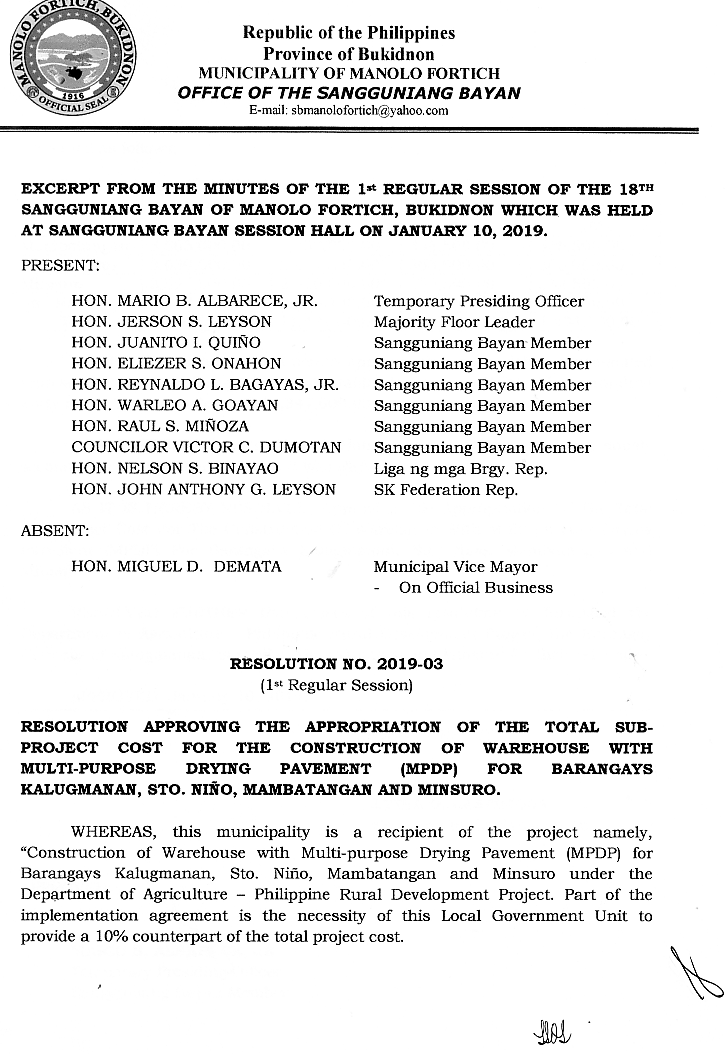 MANOLO FORTICH, BUKIDNON
1916
OFFICIAL SEAL
Republic of the Philippines
Province of Bukidnon
MUNICIPALITY OF MANOLO FORTICH
OFFICE OF THE SANGGUNIANG BAYAN
E-mail: sbmanolofortich@yahoo.com
EXCERPT FROM THE MINUTES OF THE 1st REGULAR SESSION OF THE 18TH
SANGGUNIANG BAYAN OF MANOLO FORTICH, BUKIDNON WHICH WAS HELD
AT SANGGUNIANG BAYAN SESSION HALL ON JANUARY 10, 2019.
PRESENT:
HON. MARIO B. ALBARECE, JR. Temporary Presiding Officer
HON. JERSON S. LEYSON Majority Floor Leader
HON. JUANITO I. QUIÑO Sangguniang Bayan Member
HON. ELIEZER S. ONAHON Sangguniang Bayan Member
HON. REYNALDO L. BAGAYAS, JR. Sangguniang Bayan Member
HON. WARLEO A. GOAYAN Sangguniang Bayan Member
HON. RAUL S. MIÑOZA Sangguniang Bayan Member
COUNCILOR VICTOR C. DUMOTAN Sangguniang Bayan Member
HON. NELSON S. BINAYAO Liga ng mga Brgy. Rep.
HON. JOHN ANTHONY G. LEYSON SK Federation Rep.
ABSENT:
HON. MIGUEL D. DEMATA Municipal Vice Mayor
- On Official Business
RESOLUTION NO. 2019-03
(1st Regular Session)
RESOLUTION APPROVING THE APPROPRIATION OF THE TOTAL SUB-
PROJECT COST FOR THE CONSTRUCTION OF WAREHOUSE WITH
MULTI-PURPOSE DRYING PAVEMENT (MPDP) FOR BARANGAYS
KALUGMANAN, STO. NIÑO, MAMBATANGAN AND MINSURO.
WHEREAS, this municipality is a recipient of the project namely,
“Construction of Warehouse with Multi-purpose Drying Pavement (MPDP) for
Barangays Kalugmanan, Sto. Niño, Mambatangan and Minsuro under the
Department of Agriculture – Philippine Rural Development Project. Part of the
implementation agreement is the necessity of this Local Government Unit to
provide a 10% counterpart of the total project cost.